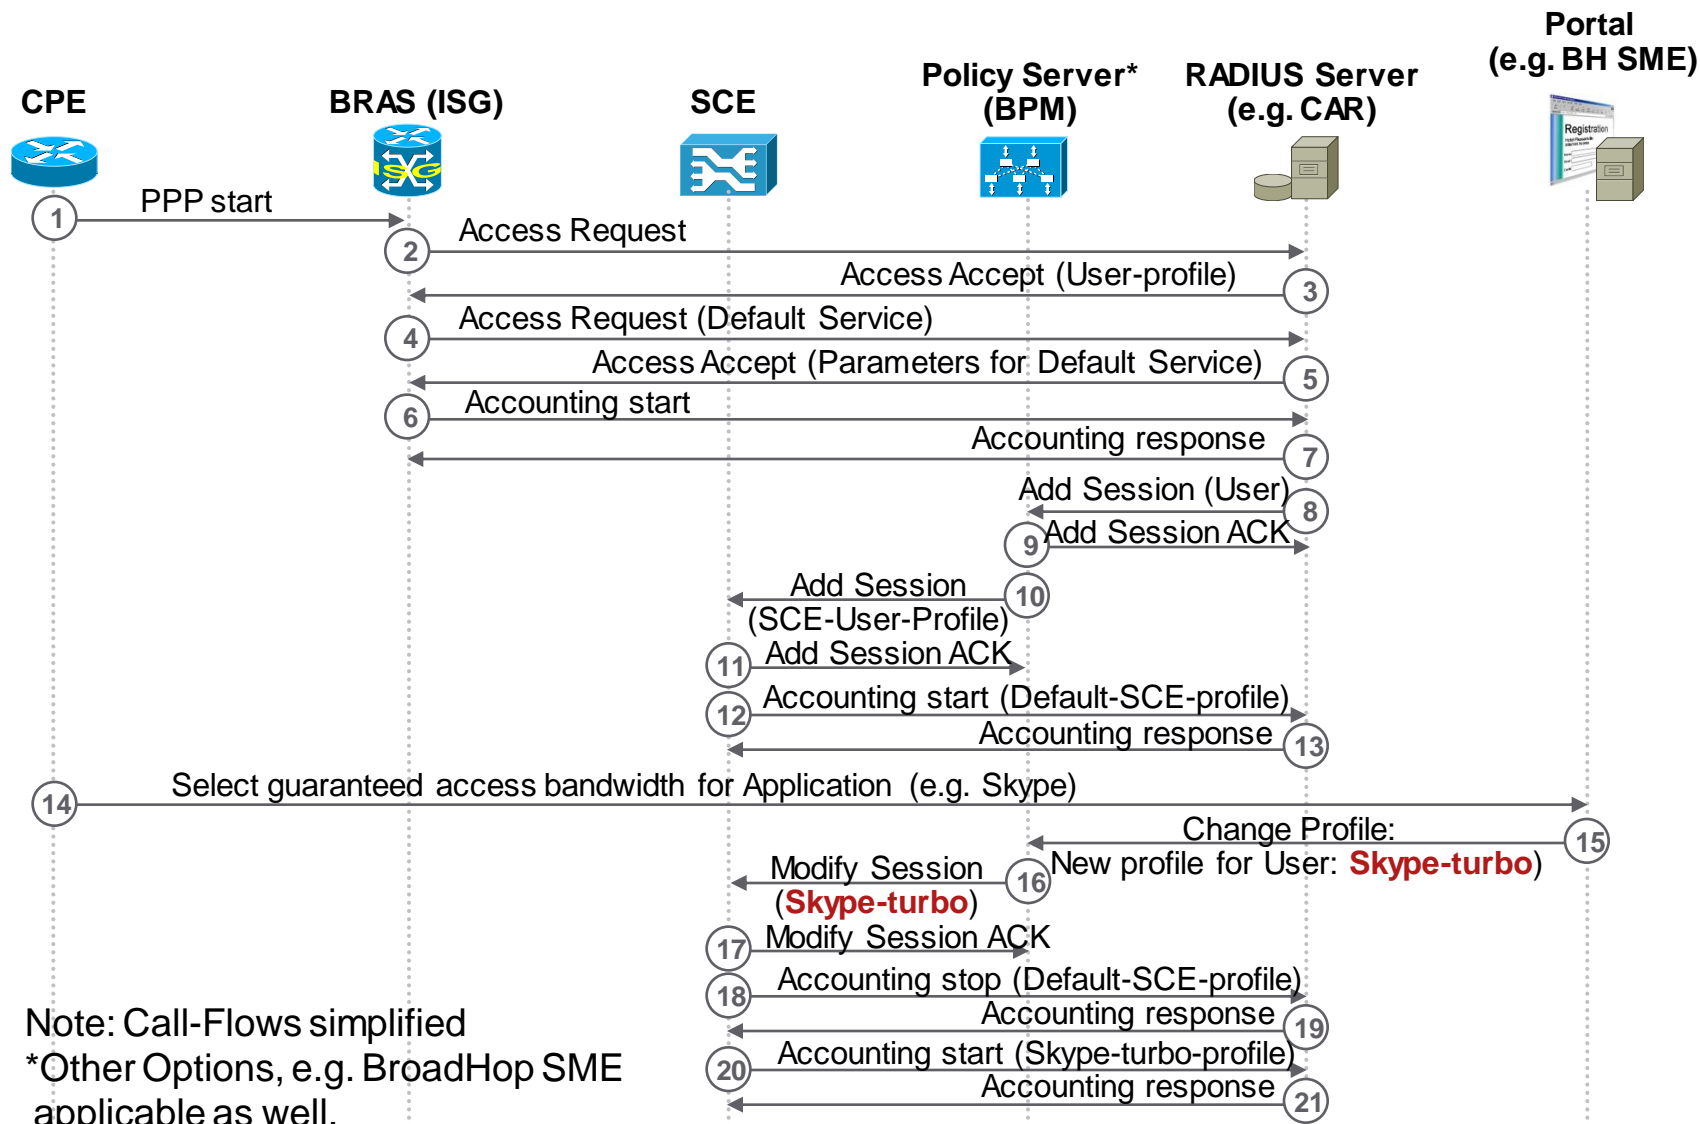 Portal
(e.g. BH SME)
Policy Server*
(BPM)
RADIUS Server
(e.g. CAR)
CPE
BRAS (ISG)
SCE
ISG
Registration
1
PPP start
2
Access Request
Access Accept (User-profile)
3
4
Access Request (Default Service)
Access Accept (Parameters for Default Service)
5
6
Accounting start
Accounting response
7
Add Session (User)
8
9
Add Session ACK
Add Session
(SCE-User-Profile)
10
11
Add Session ACK
12
Accounting start (Default-SCE-profile)
Accounting response
13
14
Select guaranteed access bandwidth for Application (e.g. Skype)
Change Profile:
New profile for User: Skype-turbo)
15
Modify Session
(Skype-turbo)
16
17
Modify Session ACK
18
Accounting stop (Default-SCE-profile)
Accounting response
19
20
Accounting start (Skype-turbo-profile)
Accounting response
21
Note: Call-Flows simplified
*Other Options, e.g. BroadHop SME
applicable as well.